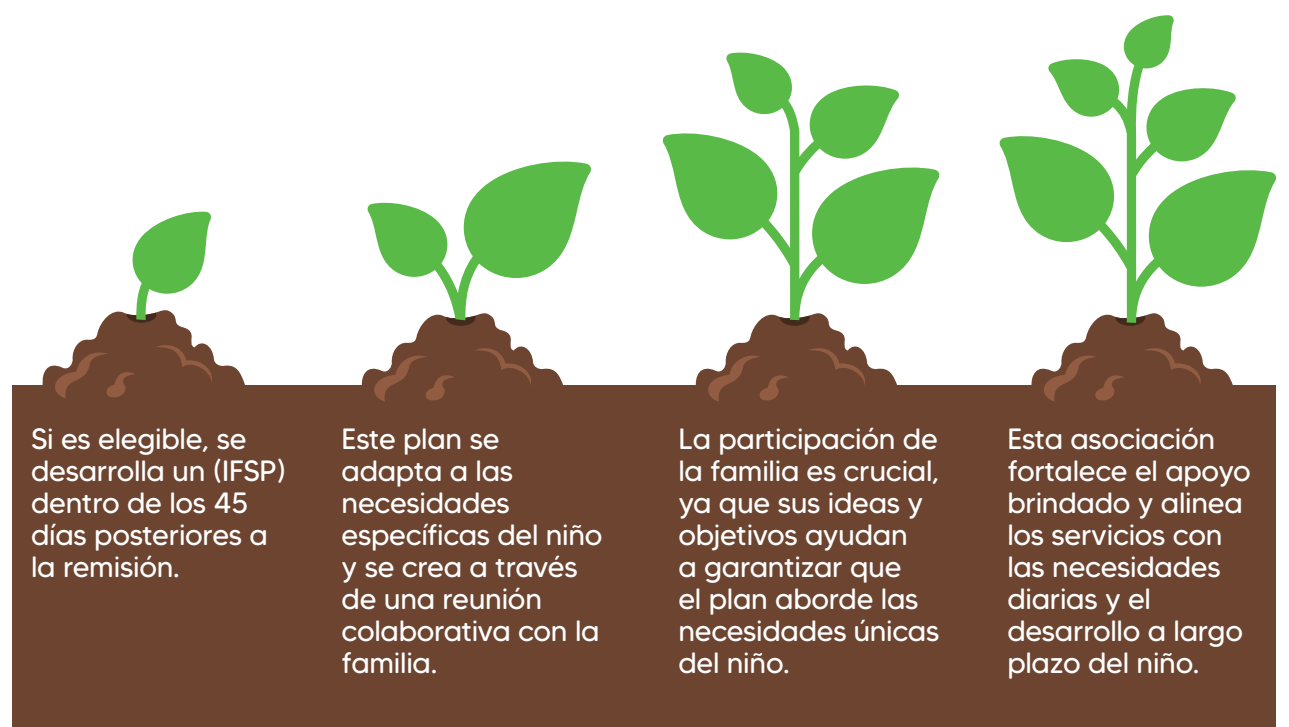 Si es elegible, se
desarrolla un (IFSP)
dentro de los 45
días posteriores a
la remisión.
Este plan se
adapta a las
necesidades
específicas del niño
y se crea a través
de una reunión
colaborativa con la
familia.
La participación de
la familia es crucial,
ya que sus ideas y
objetivos ayudan
a garantizar que
el plan aborde las
necesidades únicas
del niño.
Esta asociación
fortalece el apoyo
brindado y alinea
los servicios con
las necesidades
diarias y el
desarrollo a largo
plazo del niño.